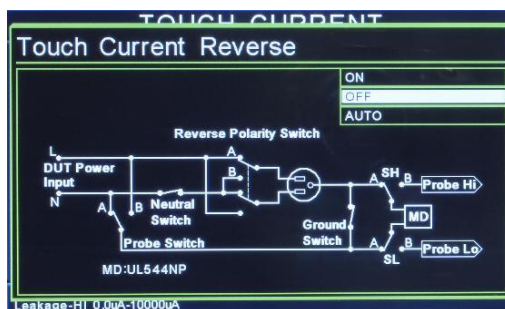 TOUCH CURRENT
Touch Current Reverse
ON
OFF
AUTO
Reverse Polarity Switch
L
DUT Power
Input
N
A
B
A
B
Neutral
Switch
Probe Switch
Ground
Switch
A
SH
B
Probe Hi
MD
A
B
Probe Lo
SL
MD:UL544NP
Leakage-HI 0.0uA-10000uA